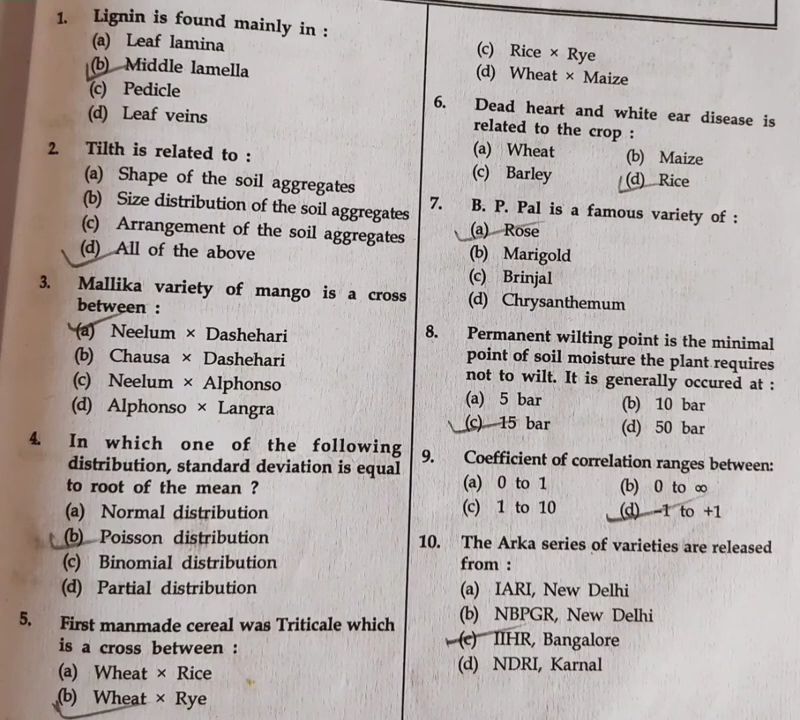 1. Lignin is found mainly in :
(a) Leaf lamina
(b) Middle lamella
(c) Pedicle
(d) Leaf veins
2. Tilth is related to :
(a) Shape of the soil aggregates
(b) Size distribution of the soil aggregates
(c) Arrangement of the soil aggregates
(d) All of the above
3. Mallika variety of mango is a cross
between :
(a) Neelum × Dashehari
(b) Chausa × Dashehari
(c) Neelum × Alphonso
(d) Alphonso × Langra
4. In which one of the following
distribution, standard deviation is equal
to root of the mean ?
(a) Normal distribution
(b) Poisson distribution
(c) Binomial distribution
(d) Partial distribution
5. First manmade cereal was Triticale which
is a cross between :
(a) Wheat × Rice
(b) Wheat × Rye
(c) Rice × Rye
(d) Wheat × Maize
6. Dead heart and white ear disease is
related to the crop :
(a) Wheat (b) Maize
(c) Barley (d) Rice
7. B. P. Pal is a famous variety of :
(a) Rose
(b) Marigold
(c) Brinjal
(d) Chrysanthemum
8. Permanent wilting point is the minimal
point of soil moisture the plant requires
not to wilt. It is generally occured at :
(a) 5 bar (b) 10 bar
(c) 15 bar (d) 50 bar
9. Coefficient of correlation ranges between:
(a) 0 to 1 (b) 0 to ∞
(c) 1 to 10 (d) -1 to +1
10. The Arka series of varieties are released
from :
(a) IARI, New Delhi
(b) NBPGR, New Delhi
(c) IIHR, Bangalore
(d) NDRI, Karnal